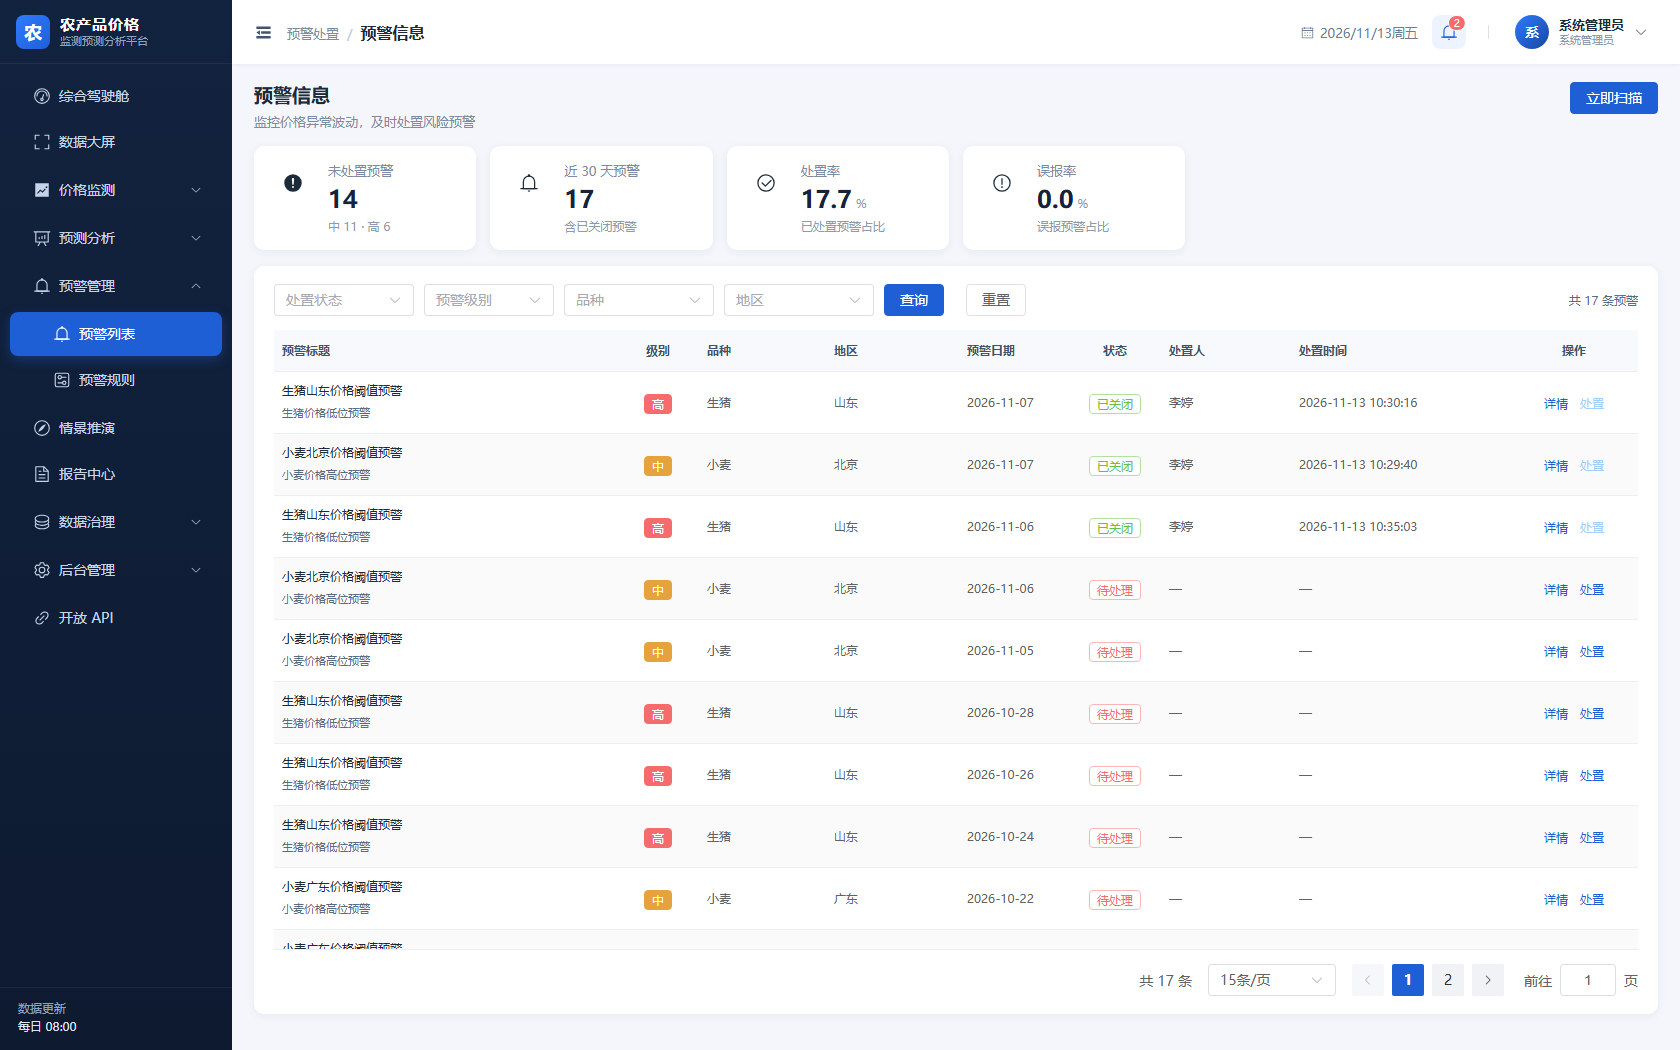 农
农产品价格
监测预测分析平台
综合驾驶舱
数据大屏
价格监测
预测分析
预警管理
预警列表
预警规则
情景推演
报告中心
数据治理
后台管理
开放 API
数据更新
每日 08:00
预警处置 / 预警信息
2026/11/13周五
2
系
系统管理员
系统管理员
预警信息
监控价格异常波动，及时处置风险预警
立即扫描
未处置预警
14
中 11 · 高 6
近 30 天预警
17
含已关闭预警
处置率
17.7 %
已处置预警占比
误报率
0.0 %
误报预警占比
处置状态 预警级别 品种 地区 查询 重置 共 17 条预警
预警标题 级别 品种 地区 预警日期 状态 处置人 处置时间 操作
生猪山东价格阈值预警
生猪价格低位预警
高 生猪 山东 2026-11-07 已关闭 李婷 2026-11-13 10:30:16 详情 处置
小麦北京价格阈值预警
小麦价格高位预警
中 小麦 北京 2026-11-07 已关闭 李婷 2026-11-13 10:29:40 详情 处置
生猪山东价格阈值预警
生猪价格低位预警
高 生猪 山东 2026-11-06 已关闭 李婷 2026-11-13 10:35:03 详情 处置
小麦北京价格阈值预警
小麦价格高位预警
中 小麦 北京 2026-11-06 待处理 — — 详情 处置
小麦北京价格阈值预警
小麦价格高位预警
中 小麦 北京 2026-11-05 待处理 — — 详情 处置
生猪山东价格阈值预警
生猪价格低位预警
高 生猪 山东 2026-10-28 待处理 — — 详情 处置
生猪山东价格阈值预警
生猪价格低位预警
高 生猪 山东 2026-10-26 待处理 — — 详情 处置
生猪山东价格阈值预警
生猪价格低位预警
高 生猪 山东 2026-10-24 待处理 — — 详情 处置
小麦广东价格阈值预警
小麦价格高位预警
中 小麦 广东 2026-10-22 待处理 — — 详情 处置
小麦广东价格阈值预警
共 17 条 15条/页 1 2 前往 1 页